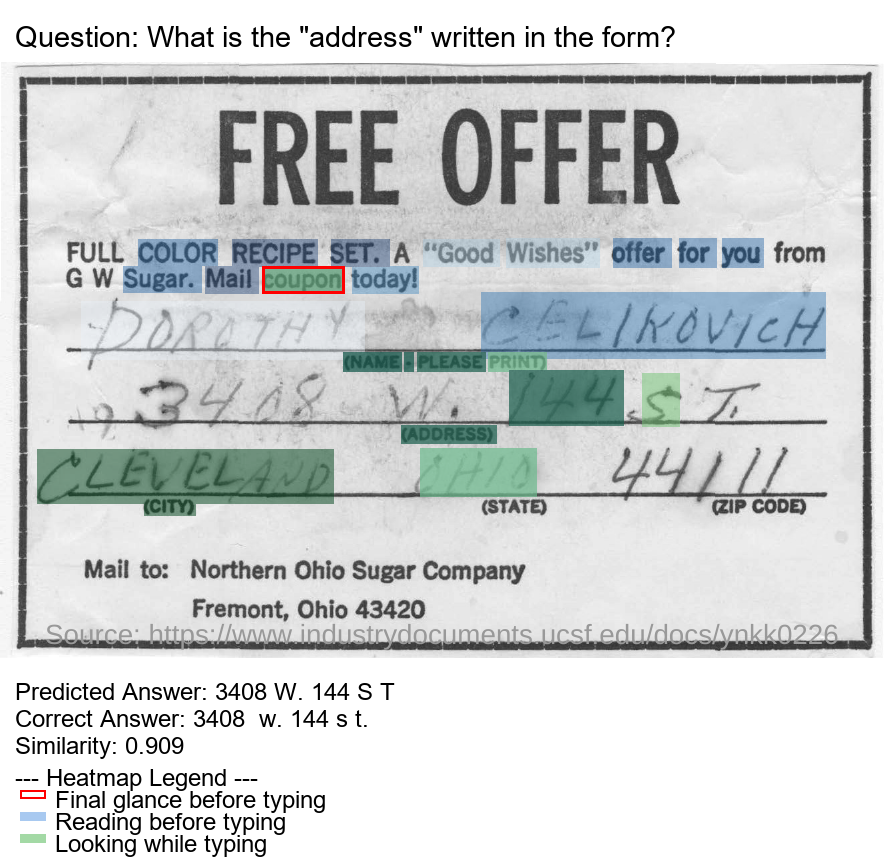 Question: What is the "address" written in the form?
FREE OFFER
FULL COLOR RECIPE SET. A "Good Wishes" offer for you from
G W Sugar. Mail coupon today!
DOROTHY CELIKOVICH
(NAME - PLEASE PRINT)
3408 W. 144 S T.
(ADDRESS)
CLEVELAND OHIO 44111
(CITY) (STATE) (ZIP CODE)
Mail to: Northern Ohio Sugar Company
Fremont, Ohio 43420
Source: https://www.industrydocuments.ucsf.edu/docs/ynkk0226
Predicted Answer: 3408 W. 144 S T
Correct Answer: 3408 w. 144 s t.
Similarity: 0.909
--- Heatmap Legend ---
Final glance before typing
Reading before typing
Looking while typing